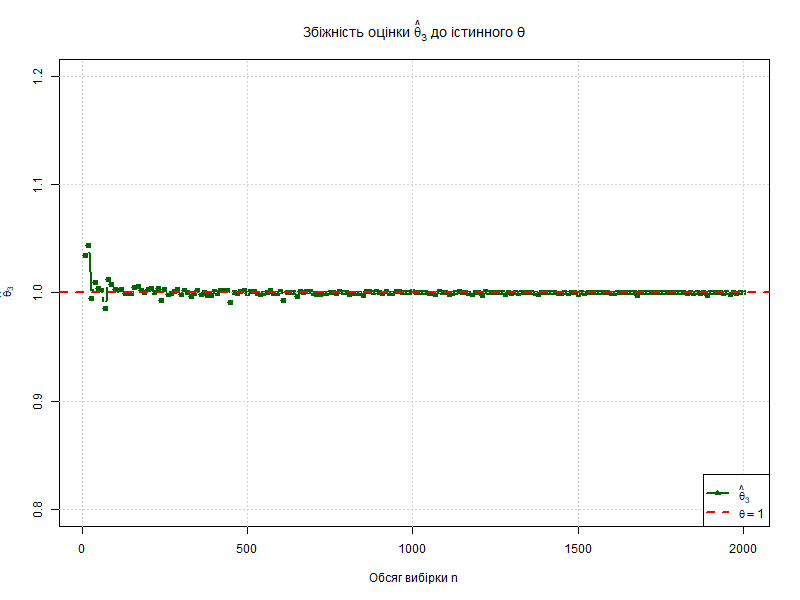 Збіжність оцінки θ̂₃ до істинного θ
1.2
1.1
1.0
0.9
0.8
θ̂₃
0
500
1000
1500
2000
Обсяг вибірки n
θ̂₃
θ = 1